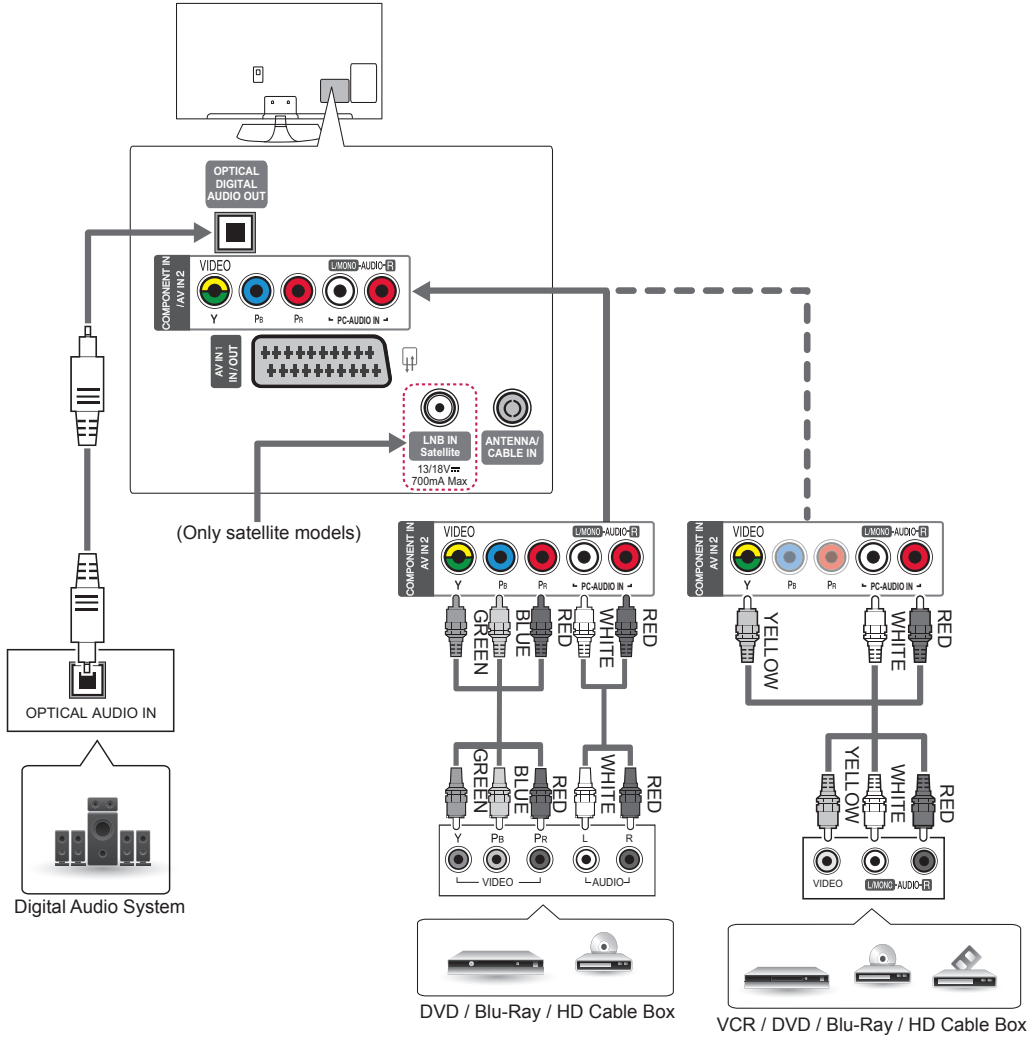 OPTICAL
DIGITAL
AUDIO OUT
COMPONENT IN
/ AV IN 2
VIDEO
L/MONO-AUDIO-R
Y
PB
PR
PC-AUDIO IN
AV IN 1
IN / OUT
LNB IN
Satellite
13/18V
700mA Max
ANTENNA/
CABLE IN
(Only satellite models)
OPTICAL AUDIO IN
Digital Audio System
COMPONENT IN
AV IN 2
VIDEO
L/MONO-AUDIO-R
Y
PB
PR
PC-AUDIO IN
GREEN
BLUE
RED
WHITE
RED
GREEN
BLUE
RED
WHITE
RED
Y
PB
PR
L
R
VIDEO
AUDIO
DVD / Blu-Ray / HD Cable Box
COMPONENT IN
AV IN 2
VIDEO
L/MONO-AUDIO-R
Y
PB
PR
PC-AUDIO IN
YELLOW
WHITE
RED
YELLOW
WHITE
RED
VIDEO
L/MONO-AUDIO-R
VCR / DVD / Blu-Ray / HD Cable Box